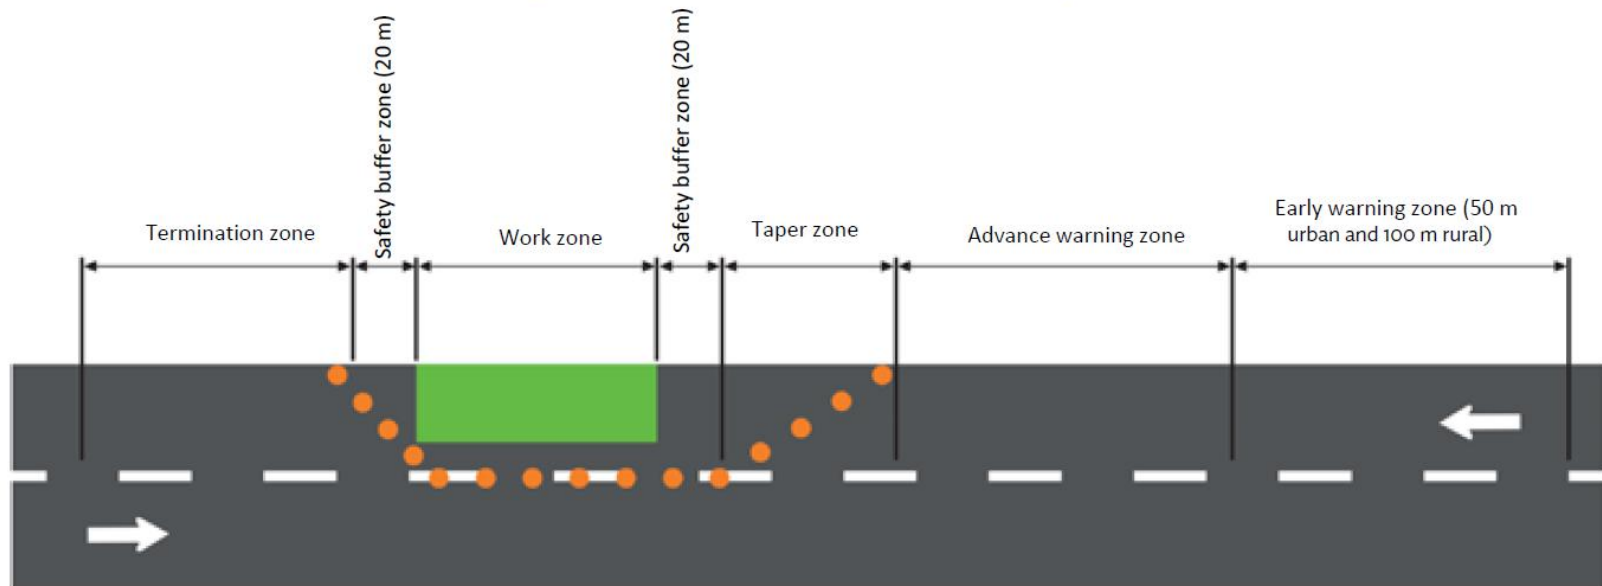 Termination zone
Safety buffer zone (20 m)
Work zone
Safety buffer zone (20 m)
Taper zone
Advance warning zone
Early warning zone (50 m
urban and 100 m rural)